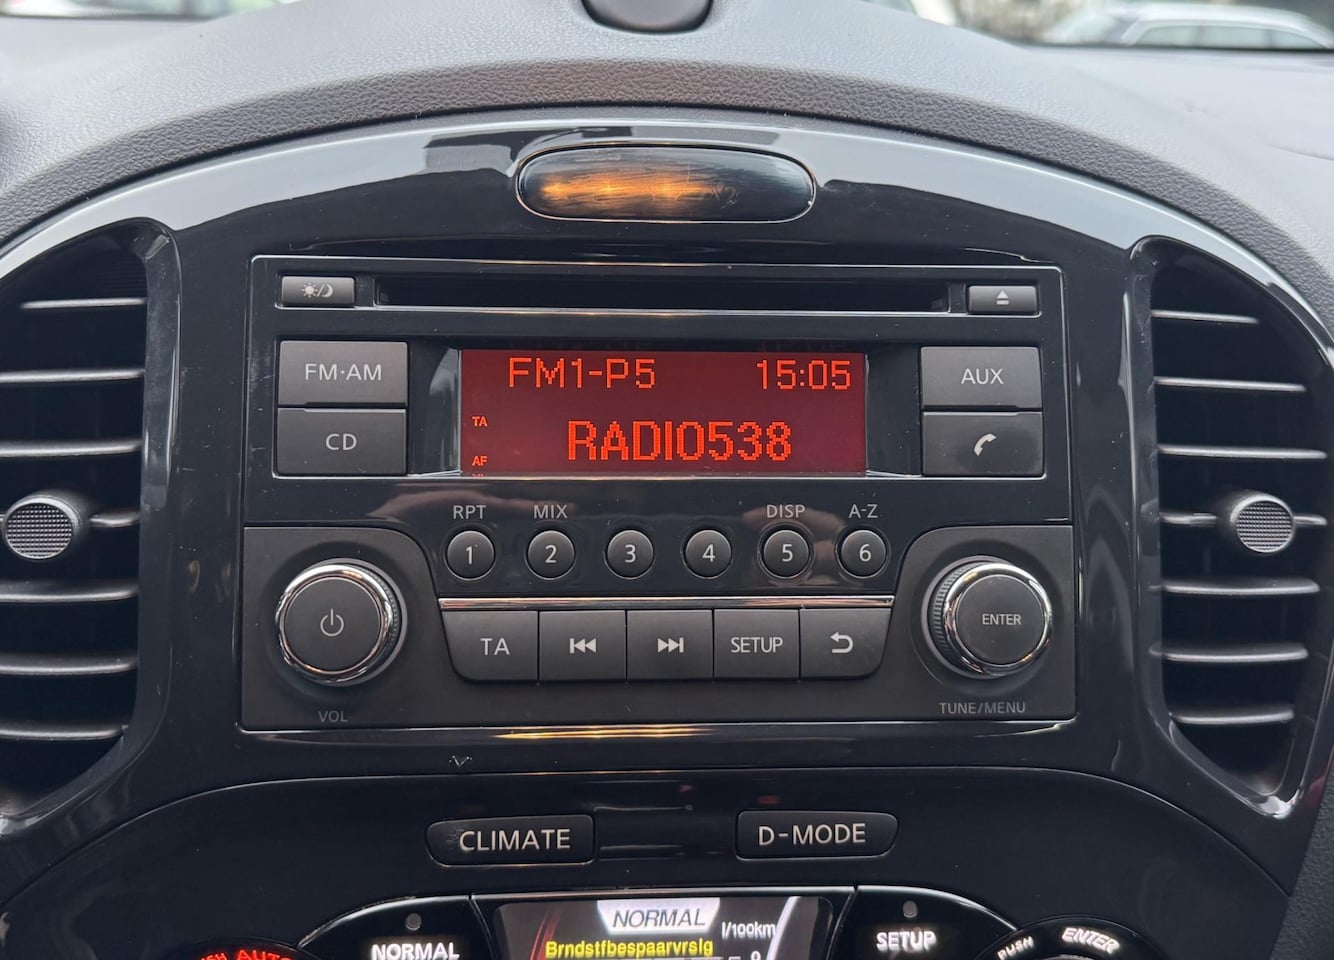 FM1-P5 15:05
TA
RADIO538
AF
FM·AM
CD
AUX
RPT MIX DISP A-Z
1 2 3 4 5 6
TA SETUP
ENTER
VOL
TUNE/MENU
CLIMATE D-MODE
NORMAL
l/100km
NORMAL
Brndstfbespaarvrslg
SETUP
PUSH ENTER
AUTO